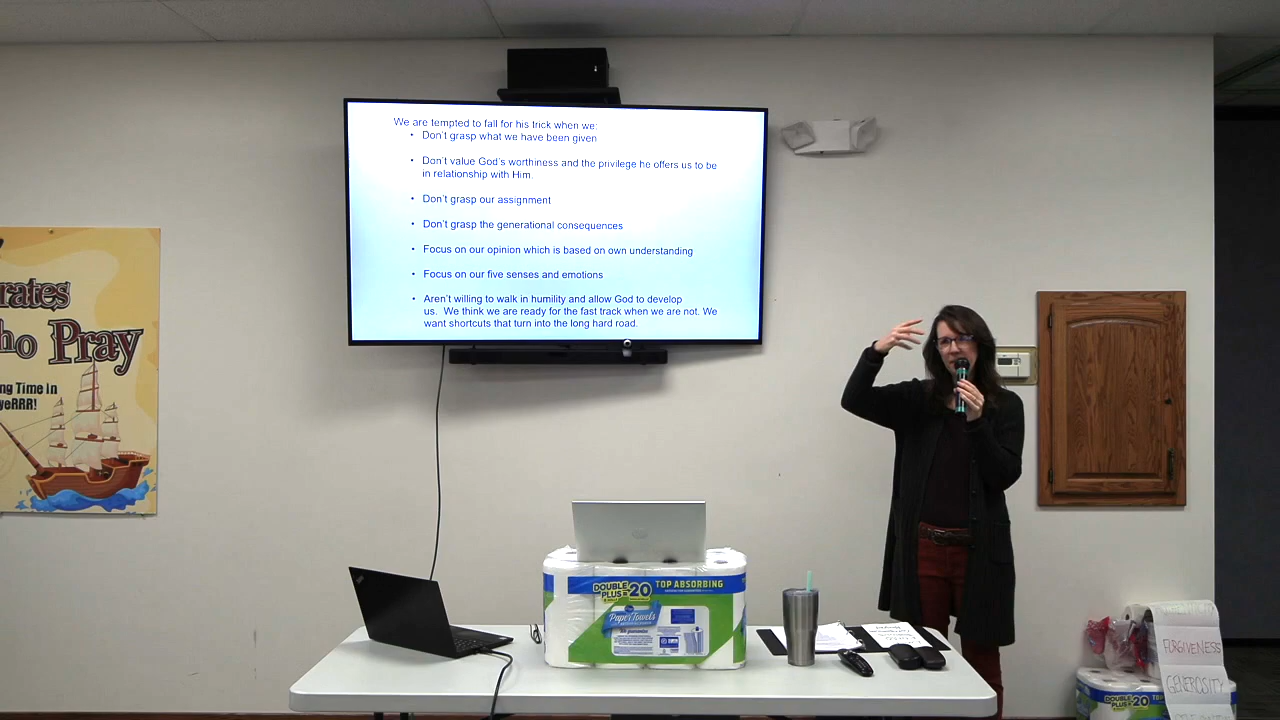 We are tempted to fall for his trick when we:
• Don't grasp what we have been given
• Don't value God's worthiness and the privilege he offers us to be
in relationship with Him.
• Don't grasp our assignment
• Don't grasp the generational consequences
• Focus on our opinion which is based on own understanding
• Focus on our five senses and emotions
• Aren't willing to walk in humility and allow God to develop
us. We think we are ready for the fast track when we are not. We
want shortcuts that turn into the long hard road.
rates
ho Pray
ng Time In
yeRRR!
DOUBLE PLUS 20
TOP ABSORBING
Paper Towels
FORGIVENESS
GENEROSITY
DOUBLE PLUS 20